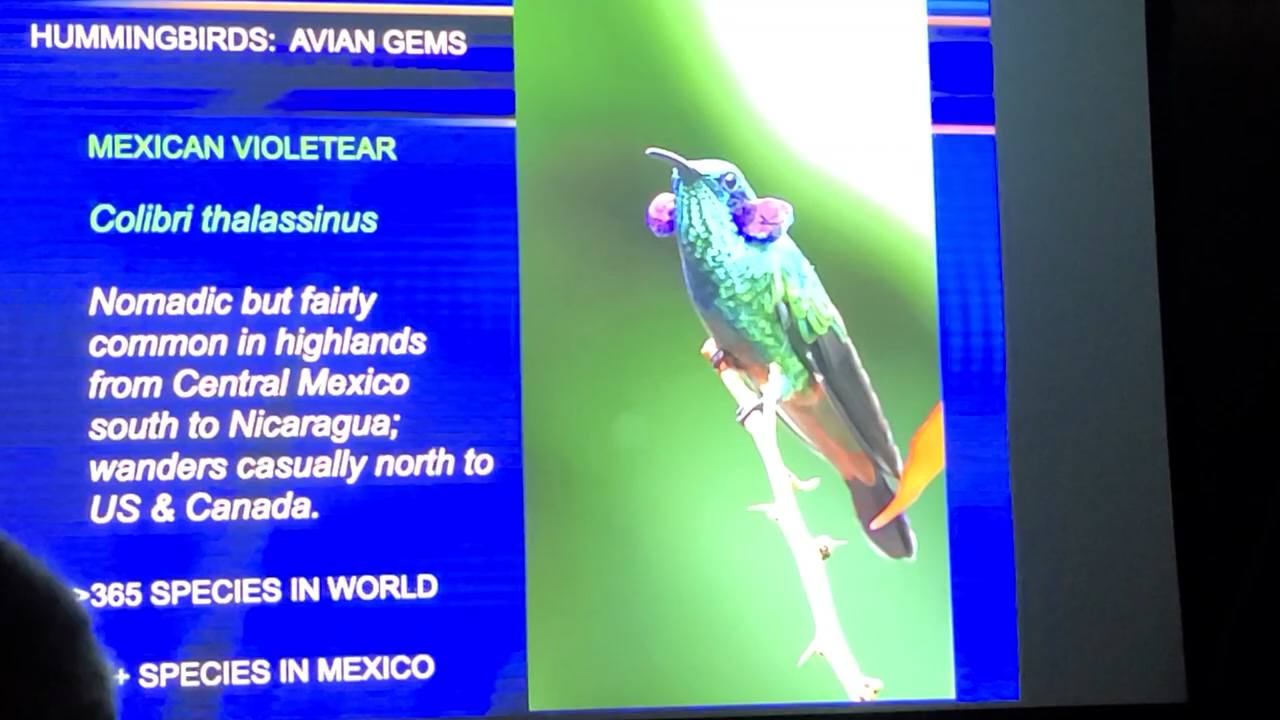 HUMMINGBIRDS: AVIAN GEMS
MEXICAN VIOLETEAR
Colibri thalassinus
Nomadic but fairly
common in highlands
from Central Mexico
south to Nicaragua;
wanders casually north to
US & Canada.
>365 SPECIES IN WORLD
+ SPECIES IN MEXICO